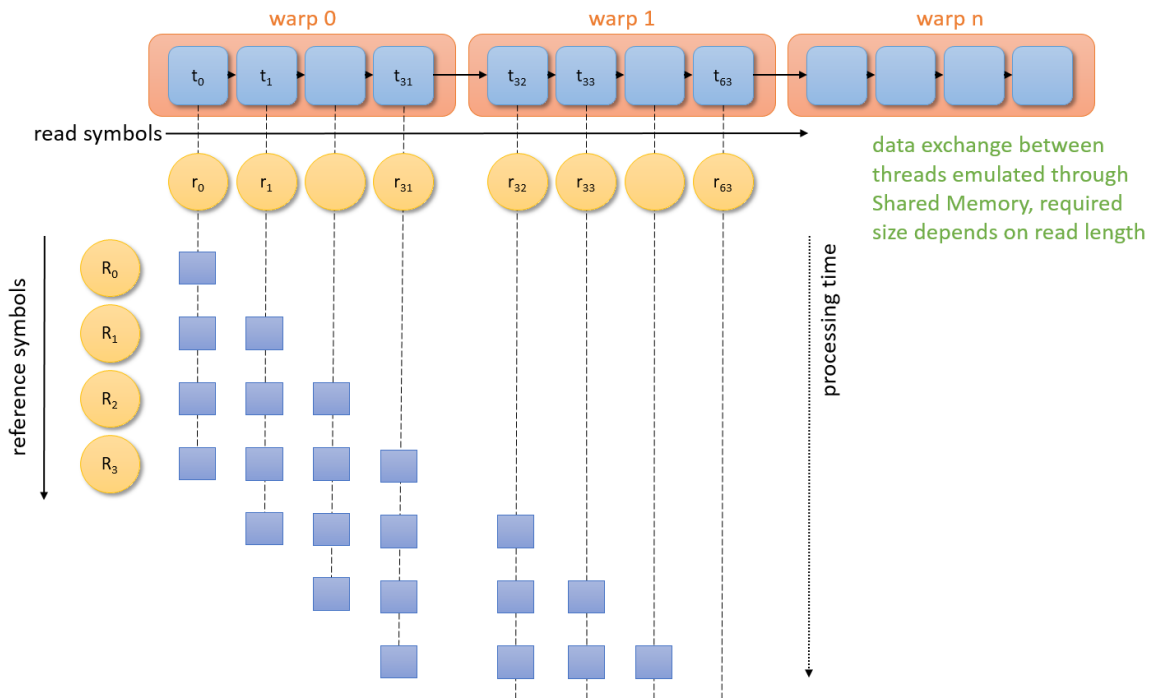 warp 0
warp 1
warp n
t₀
t₁
t₃₁
t₃₂
t₃₃
t₆₃
read symbols
r₀
r₁
r₃₁
r₃₂
r₃₃
r₆₃
data exchange between
threads emulated through
Shared Memory, required
size depends on read length
reference symbols
R₀
R₁
R₂
R₃
processing time